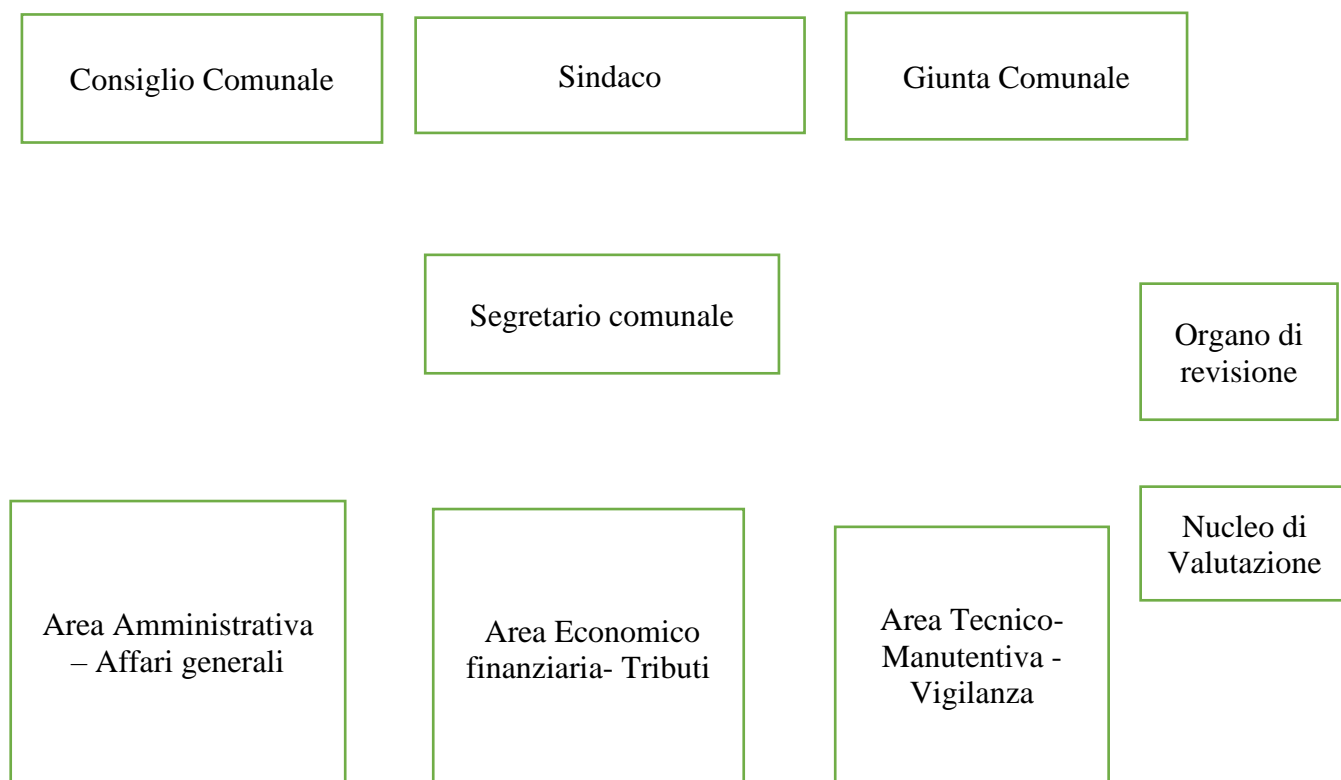 Consiglio Comunale
Sindaco
Giunta Comunale
Segretario comunale
Organo di
revisione
Nucleo di
Valutazione
Area Amministrativa
– Affari generali
Area Economico
finanziaria- Tributi
Area Tecnico-
Manutentiva -
Vigilanza